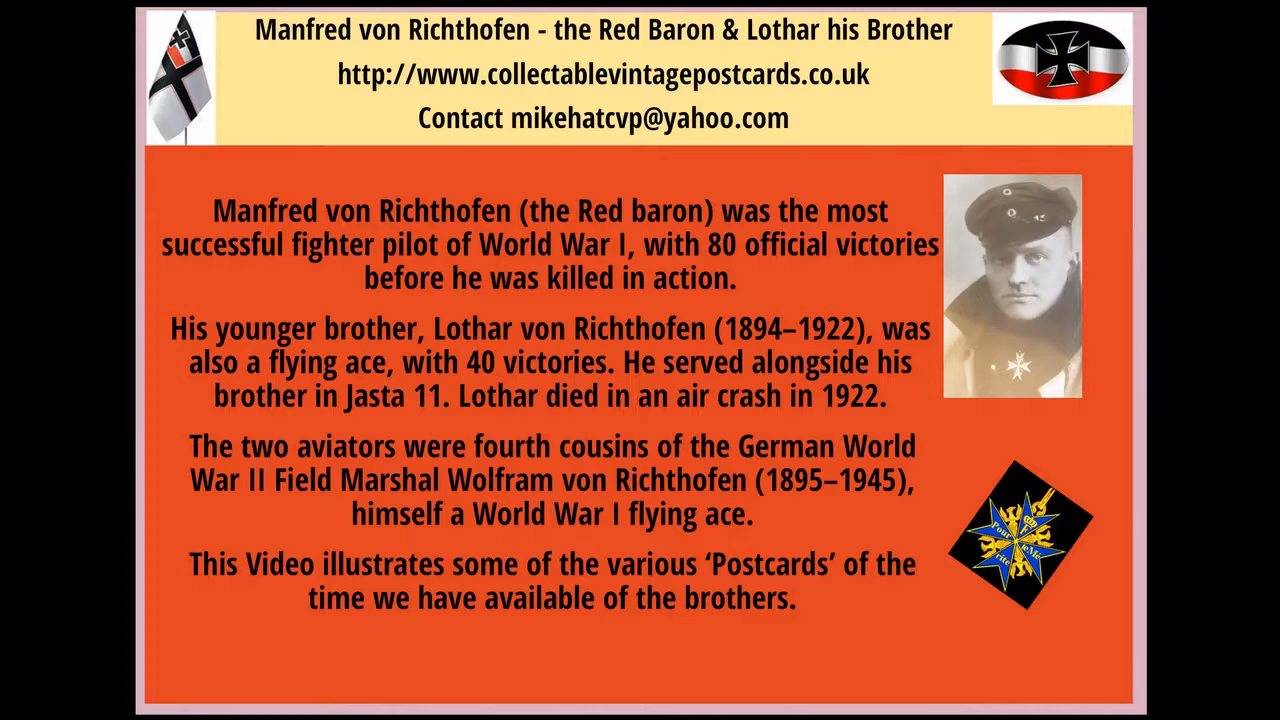 Manfred von Richthofen - the Red Baron & Lothar his Brother
http://www.collectablevintagepostcards.co.uk
Contact mikehatcvp@yahoo.com
Manfred von Richthofen (the Red baron) was the most
successful fighter pilot of World War I, with 80 official victories
before he was killed in action.
His younger brother, Lothar von Richthofen (1894–1922), was
also a flying ace, with 40 victories. He served alongside his
brother in Jasta 11. Lothar died in an air crash in 1922.
The two aviators were fourth cousins of the German World
War II Field Marshal Wolfram von Richthofen (1895–1945),
himself a World War I flying ace.
This Video illustrates some of the various ‘Postcards’ of the
time we have available of the brothers.
Pour